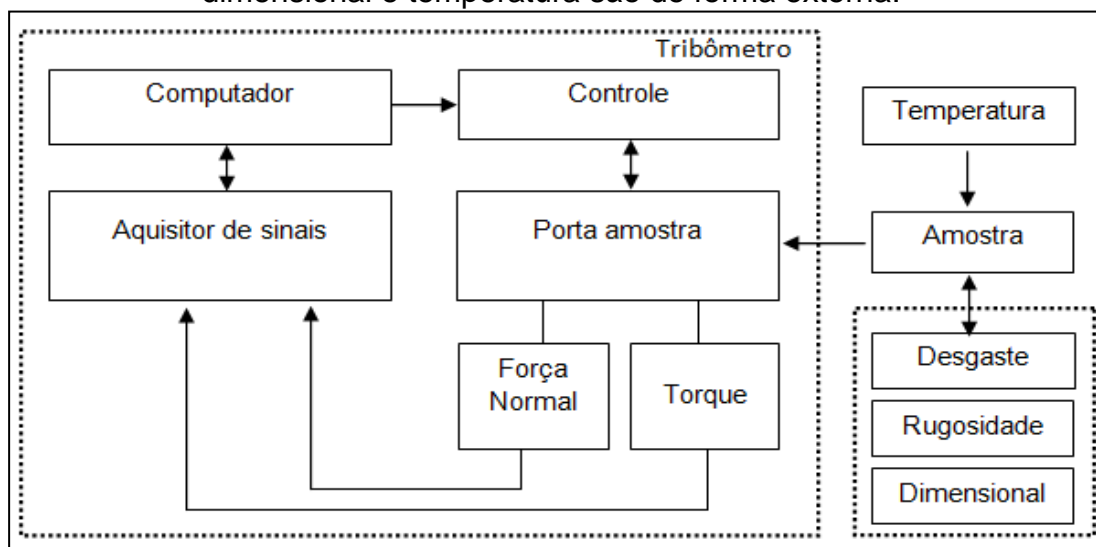 dimensional e temperatura são de forma externa.
Tribômetro
Computador
Controle
Temperatura
Aquisitor de sinais
Porta amostra
Amostra
Força
Normal
Torque
Desgaste
Rugosidade
Dimensional